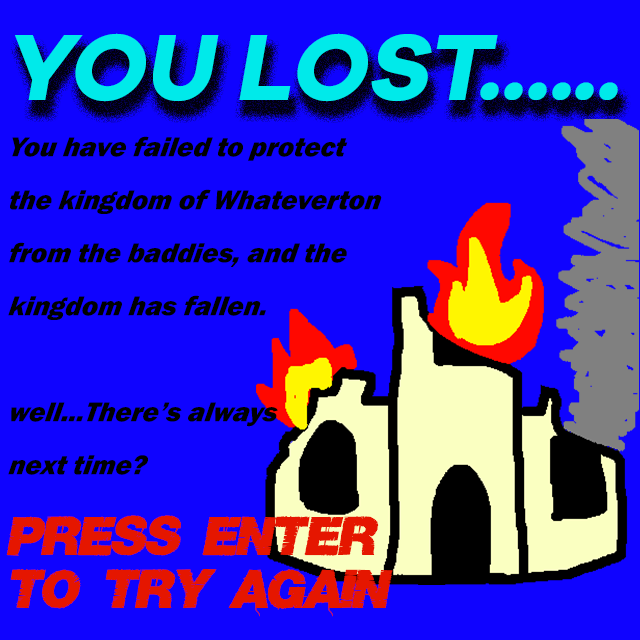 YOU LOST......
You have failed to protect
the kingdom of Whateverton
from the baddies, and the
kingdom has fallen.
well...There's always
next time?
PRESS ENTER
TO TRY AGAIN